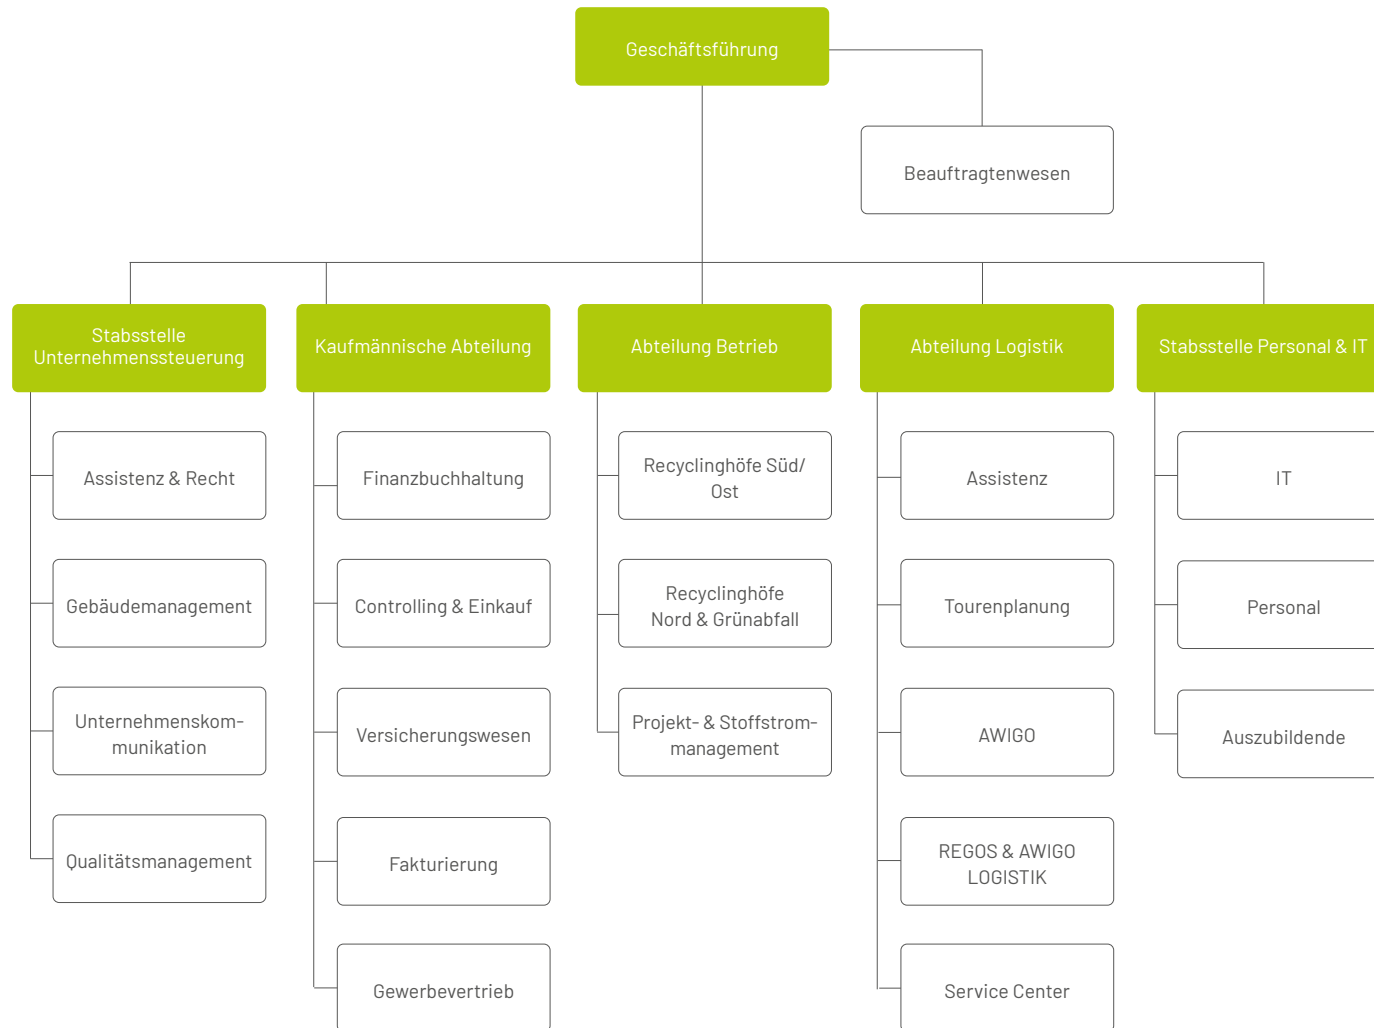 Geschäftsführung
Beauftragtenwesen
Stabsstelle
Unternehmenssteuerung
Kaufmännische Abteilung
Abteilung Betrieb
Abteilung Logistik
Stabsstelle Personal & IT
Assistenz & Recht
Gebäudemanagement
Unternehmenskom-
munikation
Qualitätsmanagement
Finanzbuchhaltung
Controlling & Einkauf
Versicherungswesen
Fakturierung
Gewerbevertrieb
Recyclinghöfe Süd/
Ost
Recyclinghöfe
Nord & Grünabfall
Projekt- & Stoffstrom-
management
Assistenz
Tourenplanung
AWIGO
REGOS & AWIGO
LOGISTIK
Service Center
IT
Personal
Auszubildende